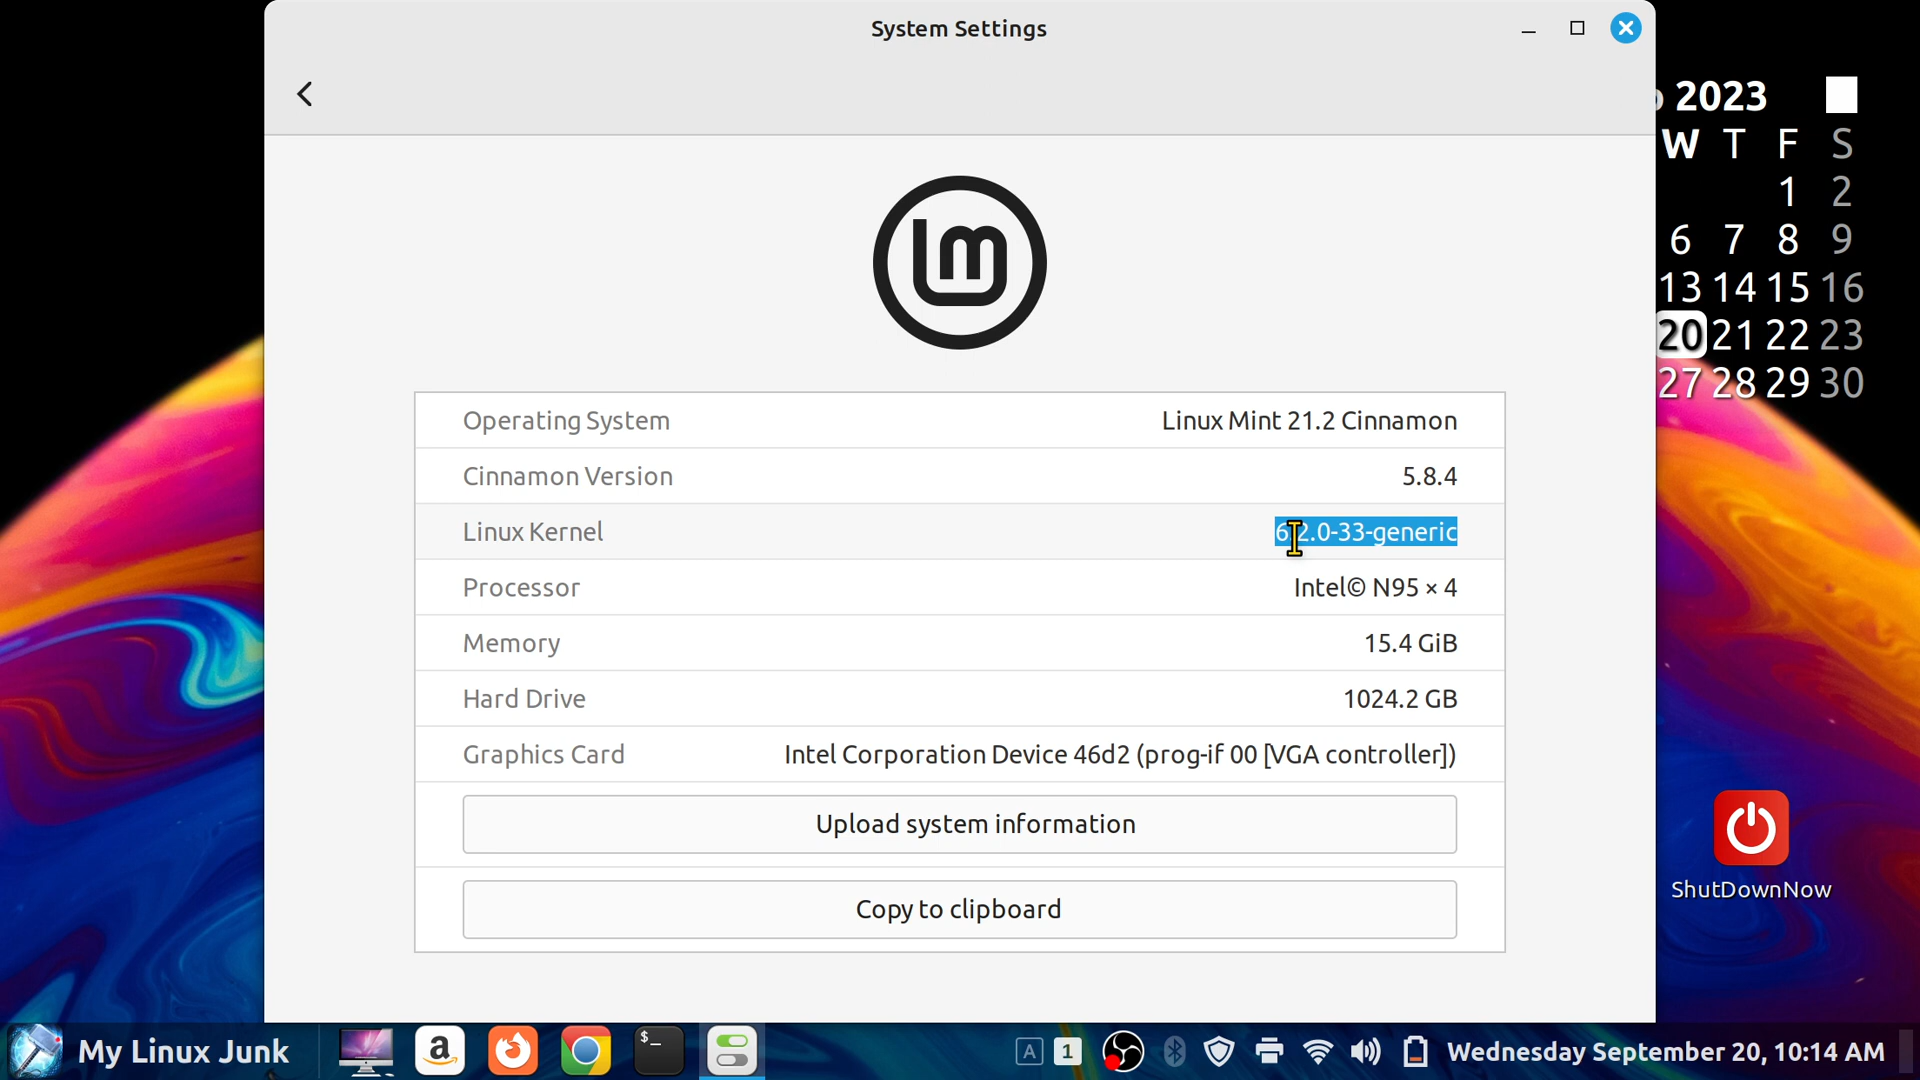 System Settings
Operating System Linux Mint 21.2 Cinnamon
Cinnamon Version 5.8.4
Linux Kernel 6.2.0-33-generic
Processor Intel© N95 × 4
Memory 15.4 GiB
Hard Drive 1024.2 GB
Graphics Card Intel Corporation Device 46d2 (prog-if 00 [VGA controller])
Upload system information
Copy to clipboard
2023
W T F S
1 2
6 7 8 9
13 14 15 16
20 21 22 23
27 28 29 30
ShutDownNow
My Linux Junk
a
$_
A
1
Wednesday September 20, 10:14 AM